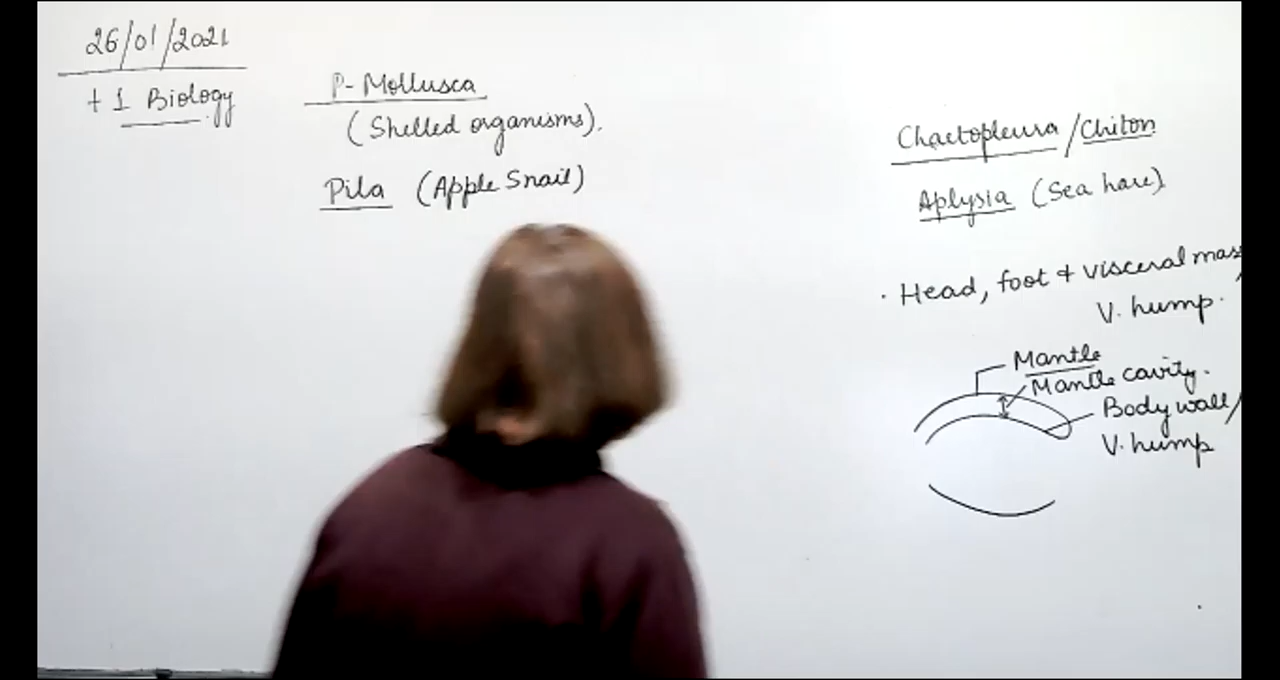 26/01/2021
+ 1 Biology
P- Mollusca
(Shelled organisms).
Pila (Apple Snail)
Chaetopleura / Chiton
Aplysia (Sea hare)
· Head, foot + visceral mass/
V. hump.
Mantle
Mantle cavity.
Body wall/
V. hump